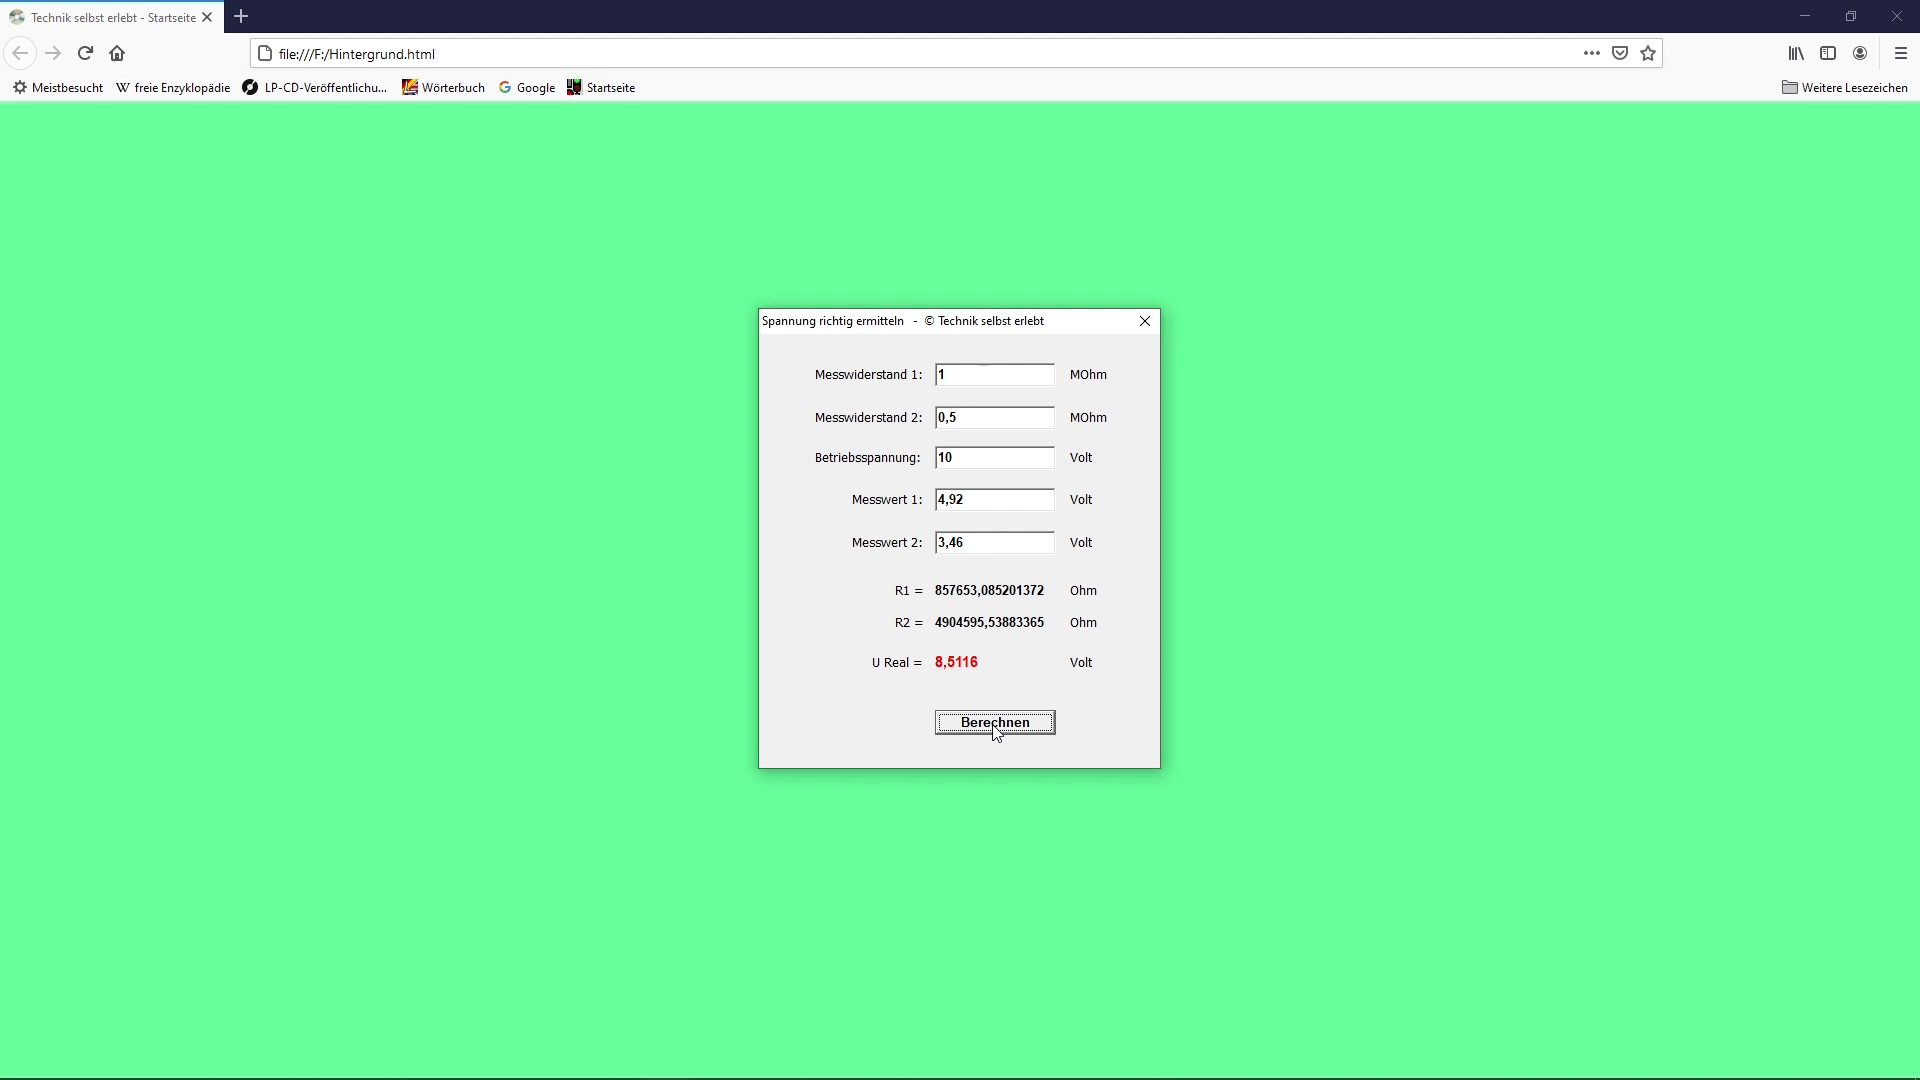 Technik selbst erlebt - Startseite
file:///F:/Hintergrund.html
Meistbesucht freie Enzyklopädie LP-CD-Veröffentlichu... Wörterbuch Google Startseite Weitere Lesezeichen
Spannung richtig ermitteln - © Technik selbst erlebt
Messwiderstand 1: 1 MOhm
Messwiderstand 2: 0,5 MOhm
Betriebsspannung: 10 Volt
Messwert 1: 4,92 Volt
Messwert 2: 3,46 Volt
R1 = 857653,085201372 Ohm
R2 = 4904595,53883365 Ohm
U Real = 8,5116 Volt
Berechnen